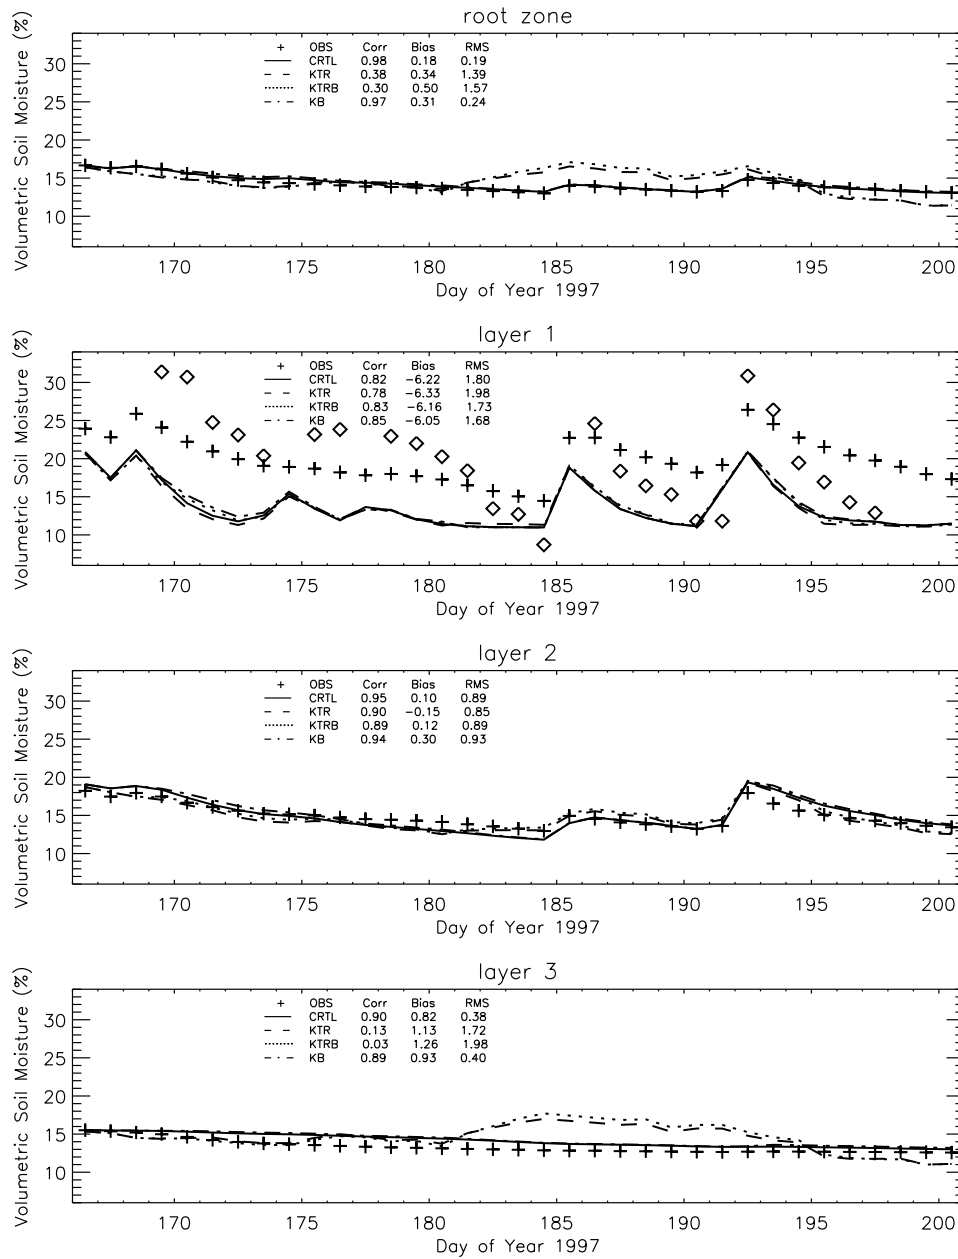 root zone
Volumetric Soil Moisture (%)
+ OBS Corr Bias RMS
CRTL 0.98 0.18 0.19
KTR 0.38 0.34 1.39
KTRB 0.30 0.50 1.57
KB 0.97 0.31 0.24
30
25
20
15
10
170 175 180 185 190 195 200
Day of Year 1997
layer 1
Volumetric Soil Moisture (%)
+ OBS Corr Bias RMS
CRTL 0.82 −6.22 1.80
KTR 0.78 −6.33 1.98
KTRB 0.83 −6.16 1.73
KB 0.85 −6.05 1.68
30
25
20
15
10
170 175 180 185 190 195 200
Day of Year 1997
layer 2
Volumetric Soil Moisture (%)
+ OBS Corr Bias RMS
CRTL 0.95 0.10 0.89
KTR 0.90 −0.15 0.85
KTRB 0.89 0.12 0.89
KB 0.94 0.30 0.93
30
25
20
15
10
170 175 180 185 190 195 200
Day of Year 1997
layer 3
Volumetric Soil Moisture (%)
+ OBS Corr Bias RMS
CRTL 0.90 0.82 0.38
KTR 0.13 1.13 1.72
KTRB 0.03 1.26 1.98
KB 0.89 0.93 0.40
30
25
20
15
10
170 175 180 185 190 195 200
Day of Year 1997